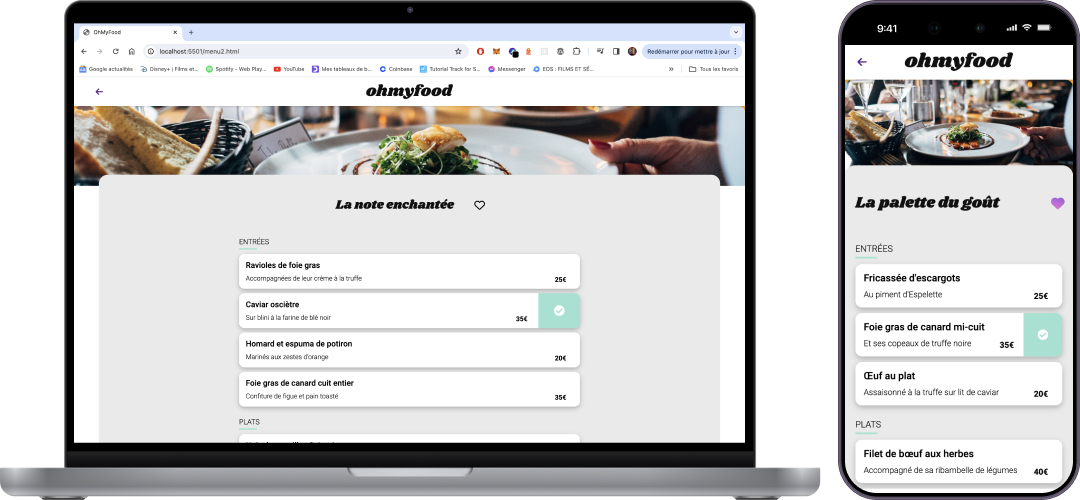 OhMyFood
localhost:5501/menu2.html
Redémarrer pour mettre à jour
Google actualités
Disney+ | Films et...
Spotify - Web Play...
YouTube
Mes tableaux de b...
Coinbase
Tutorial Track for S...
Messenger
EOS : FILMS ET SÉ...
Tous les favoris
ohmyfood
La note enchantée
ENTRÉES
Ravioles de foie gras
Accompagnées de leur crème à la truffe
25€
Caviar oscièتre
Sur blini à la farine de blé noir
35€
Homard et espuma de potiron
Marinés aux zestes d'orange
20€
Foie gras de canard cuit entier
Confiture de figue et pain toasté
35€
PLATS
9:41
ohmyfood
La palette du goût
ENTRÉES
Fricassée d'escargots
Au piment d'Espelette
25€
Foie gras de canard mi-cuit
Et ses copeaux de truffe noire
35€
Œuf au plat
Assaisonné à la truffe sur lit de caviar
20€
PLATS
Filet de bœuf aux herbes
Accompagné de sa ribambelle de légumes
40€